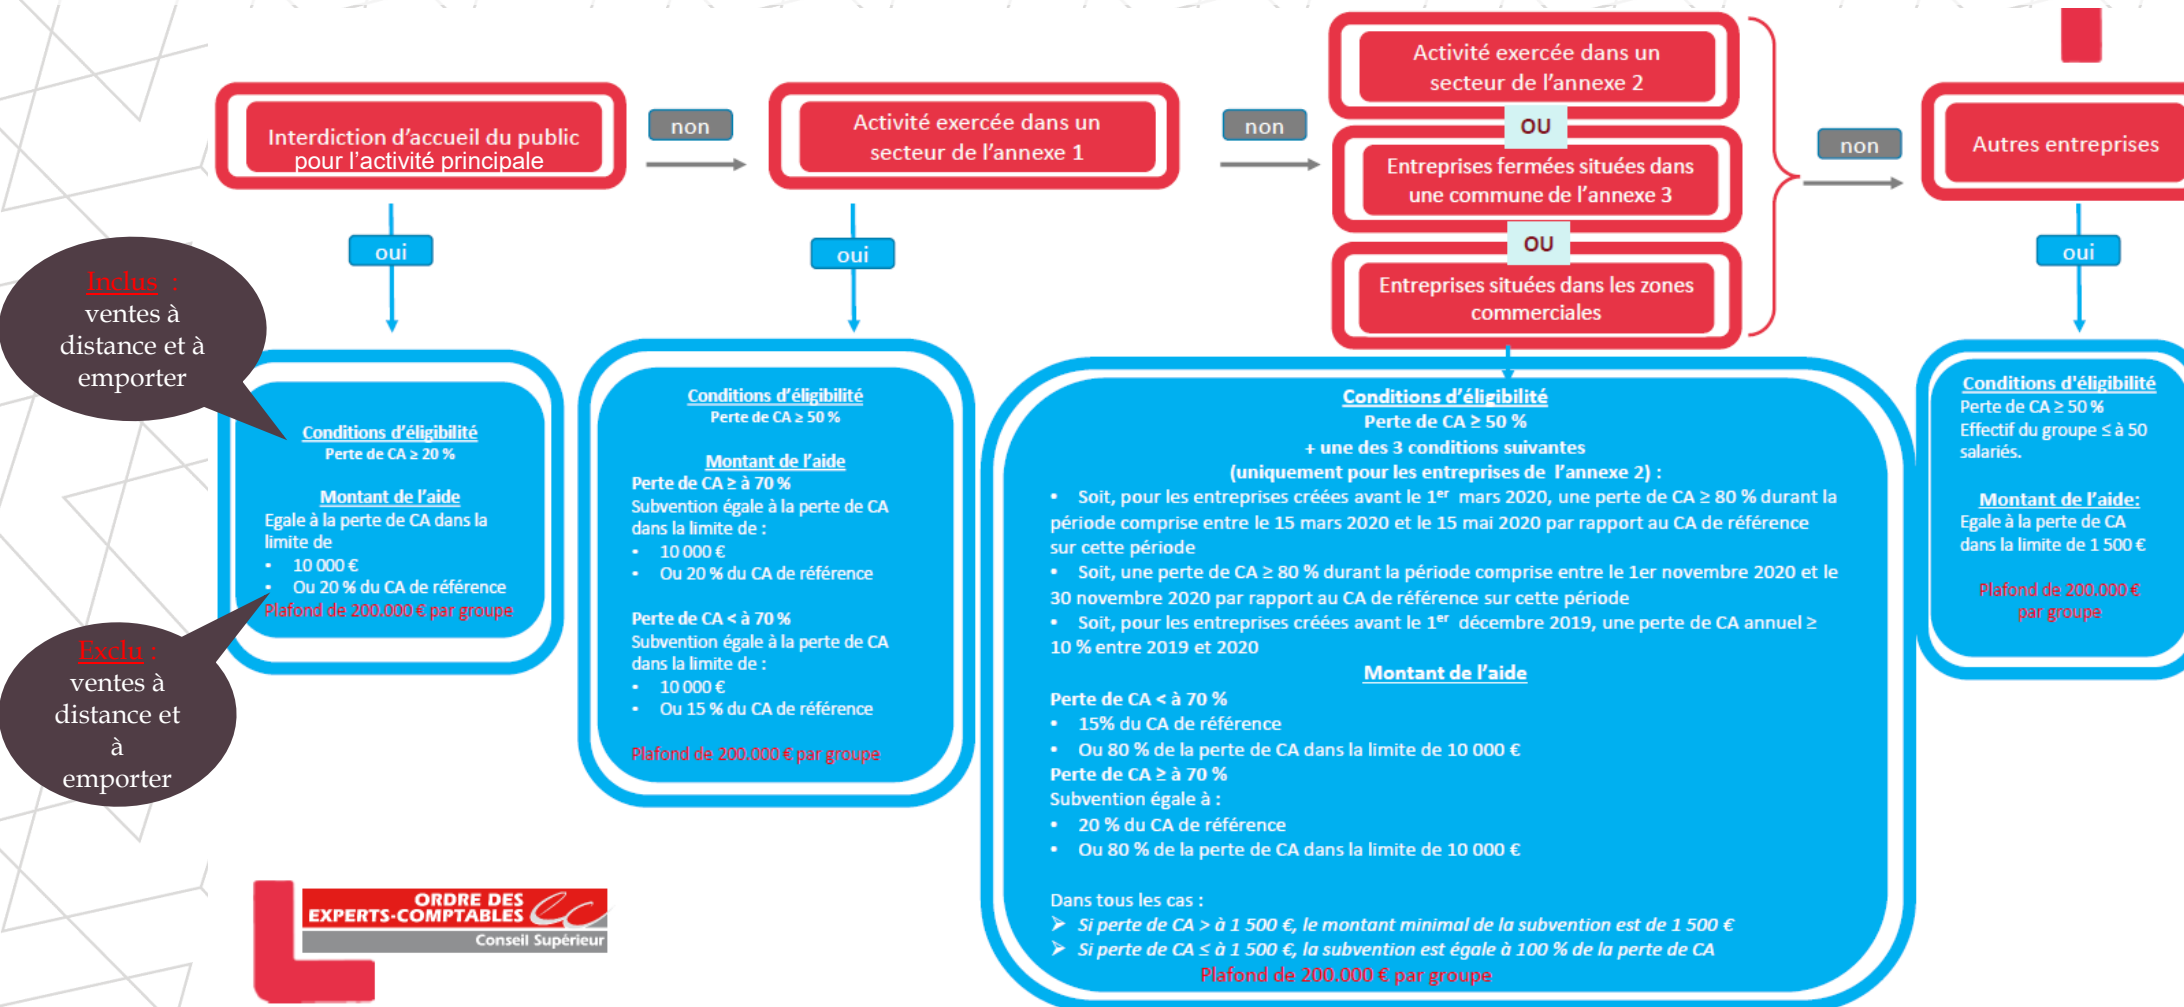 Interdiction d'accueil du public
pour l'activité principale
non
Activité exercée dans un
secteur de l'annexe 1
non
Activité exercée dans un
secteur de l'annexe 2
OU
Entreprises fermées situées dans
une commune de l'annexe 3
OU
Entreprises situées dans les zones
commerciales
non
Autres entreprises
oui
oui
oui
Inclus :
ventes à
distance et à
emporter
Conditions d'éligibilité
Perte de CA ≥ 20 %
Montant de l'aide
Egale à la perte de CA dans la
limite de
• 10 000 €
• Ou 20 % du CA de référence
Plafond de 200.000 € par groupe
Exclu :
ventes à
distance et
à
emporter
Conditions d'éligibilité
Perte de CA ≥ 50 %
Montant de l'aide
Perte de CA ≥ à 70 %
Subvention égale à la perte de CA
dans la limite de :
• 10 000 €
• Ou 20 % du CA de référence
Perte de CA < à 70 %
Subvention égale à la perte de CA
dans la limite de :
• 10 000 €
• Ou 15 % du CA de référence
Plafond de 200.000 € par groupe
Conditions d'éligibilité
Perte de CA ≥ 50 %
+ une des 3 conditions suivantes
(uniquement pour les entreprises de l'annexe 2) :
• Soit, pour les entreprises créées avant le 1er mars 2020, une perte de CA ≥ 80 % durant la
période comprise entre le 15 mars 2020 et le 15 mai 2020 par rapport au CA de référence
sur cette période
• Soit, une perte de CA ≥ 80 % durant la période comprise entre le 1er novembre 2020 et le
30 novembre 2020 par rapport au CA de référence sur cette période
• Soit, pour les entreprises créées avant le 1er décembre 2019, une perte de CA annuel ≥
10 % entre 2019 et 2020
Montant de l'aide
Perte de CA < à 70 %
• 15% du CA de référence
• Ou 80 % de la perte de CA dans la limite de 10 000 €
Perte de CA ≥ à 70 %
Subvention égale à :
• 20 % du CA de référence
• Ou 80 % de la perte de CA dans la limite de 10 000 €
Dans tous les cas :
➢ Si perte de CA > à 1 500 €, le montant minimal de la subvention est de 1 500 €
➢ Si perte de CA ≤ à 1 500 €, la subvention est égale à 100 % de la perte de CA
Plafond de 200.000 € par groupe
Conditions d'éligibilité
Perte de CA ≥ 50 %
Effectif du groupe ≤ à 50
salariés.
Montant de l'aide:
Egale à la perte de CA
dans la limite de 1 500 €
Plafond de 200.000 €
par groupe
ORDRE DES
EXPERTS-COMPTABLES
Conseil Supérieur